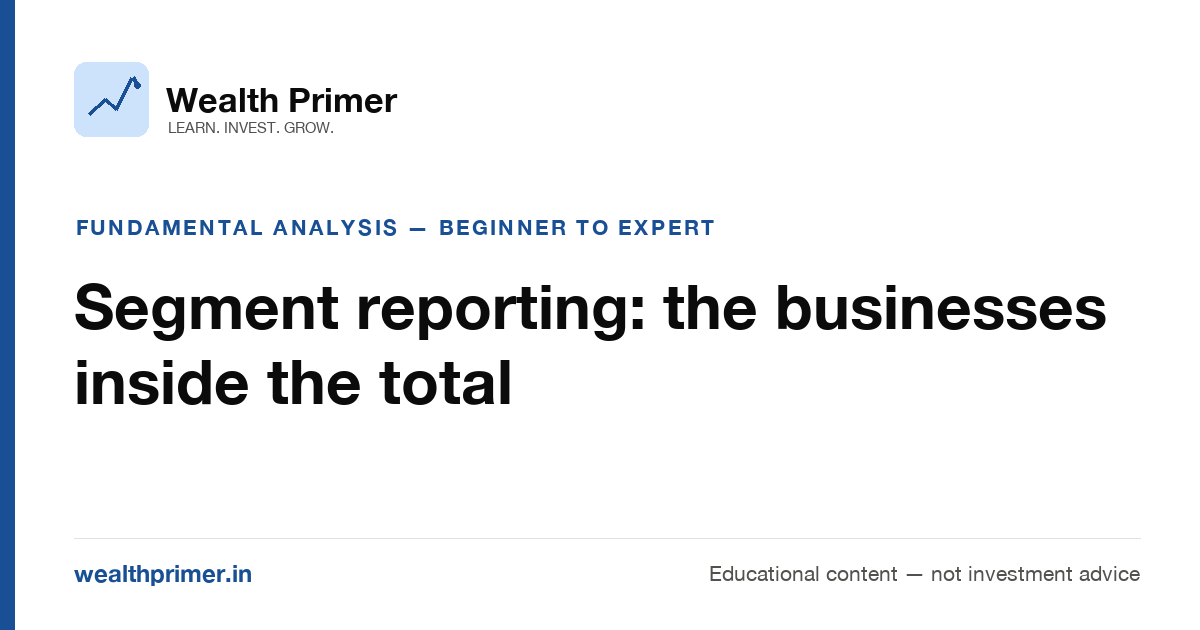 Wealth Primer
LEARN. INVEST. GROW.
FUNDAMENTAL ANALYSIS — BEGINNER TO EXPERT
Segment reporting: the businesses
inside the total
wealthprimer.in
Educational content — not investment advice